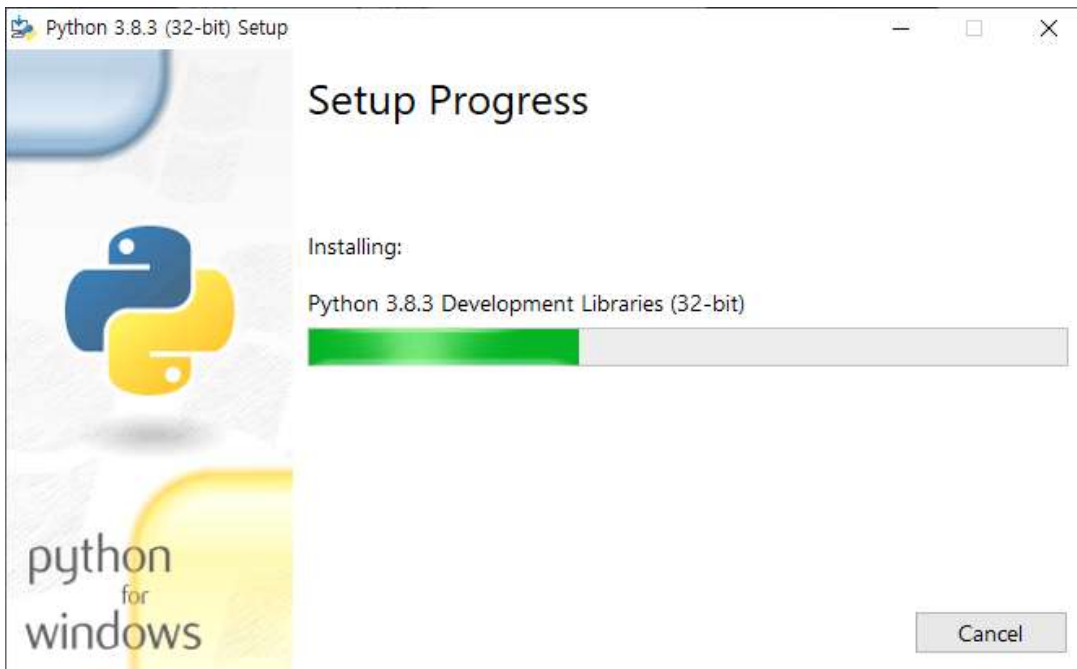 Python 3.8.3 (32-bit) Setup
Setup Progress
Installing:
Python 3.8.3 Development Libraries (32-bit)
python
for
windows
Cancel